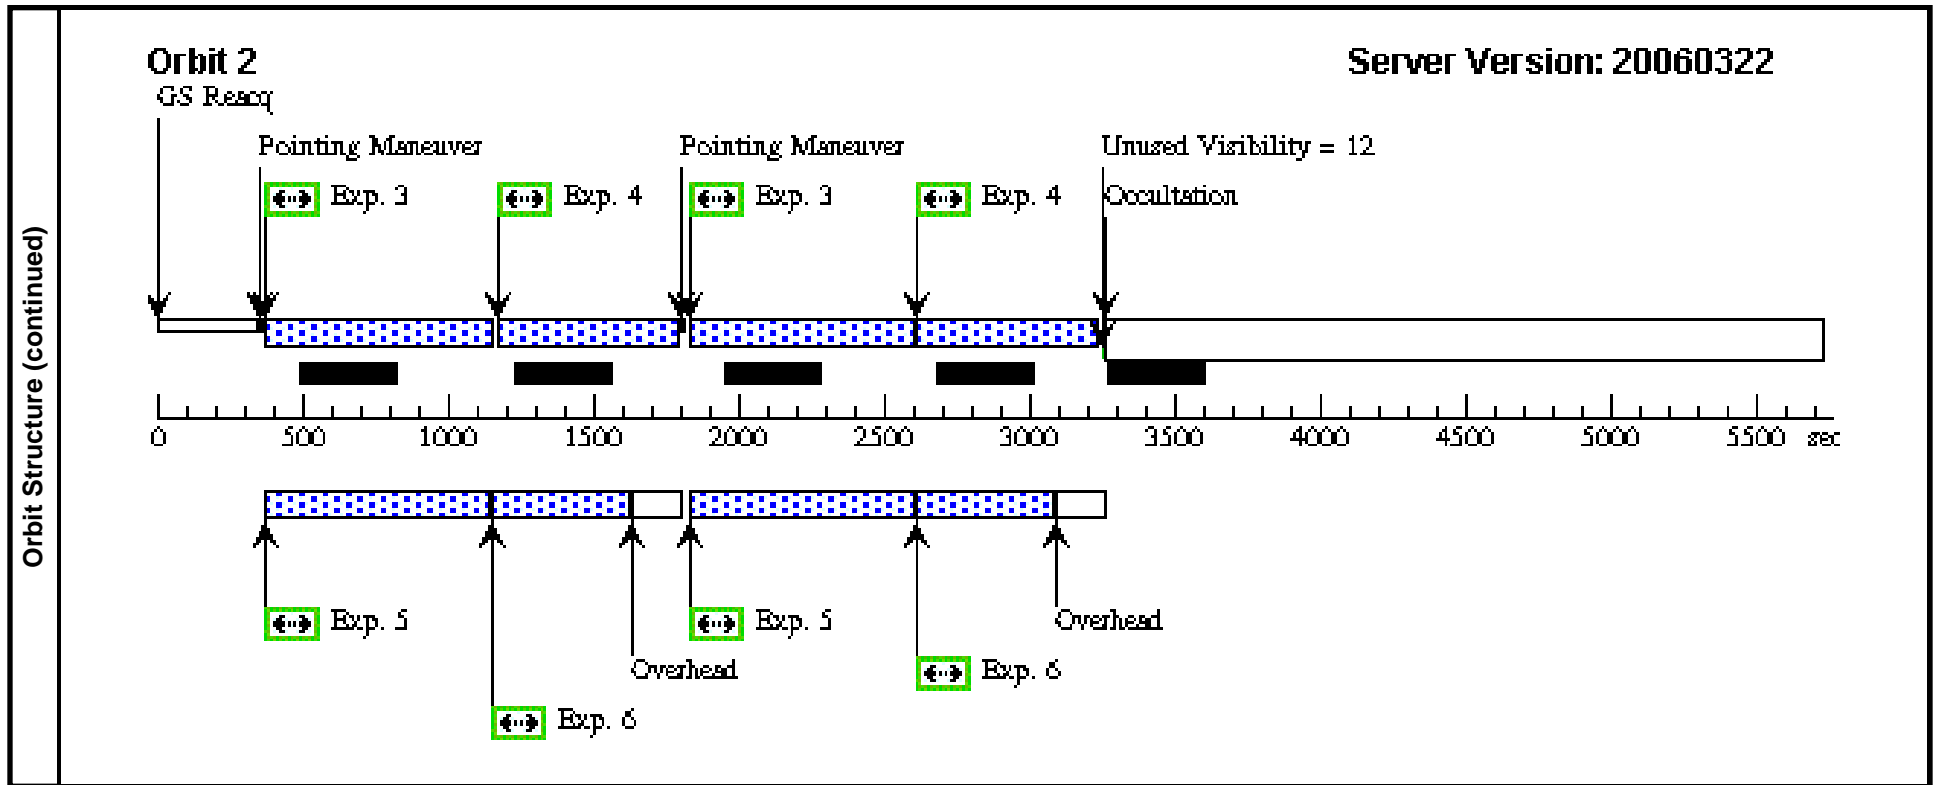 Orbit Structure (continued)
Orbit 2
Server Version: 20060322
GS Reacq
Pointing Maneuver
Pointing Maneuver
Unused Visibility = 12
Exp. 3
Exp. 4
Exp. 3
Exp. 4
Occultation
0 500 1000 1500 2000 2500 3000 3500 4000 4500 5000 5500 sec
Exp. 5
Exp. 5
Overhead
Overhead
Exp. 6
Exp. 6